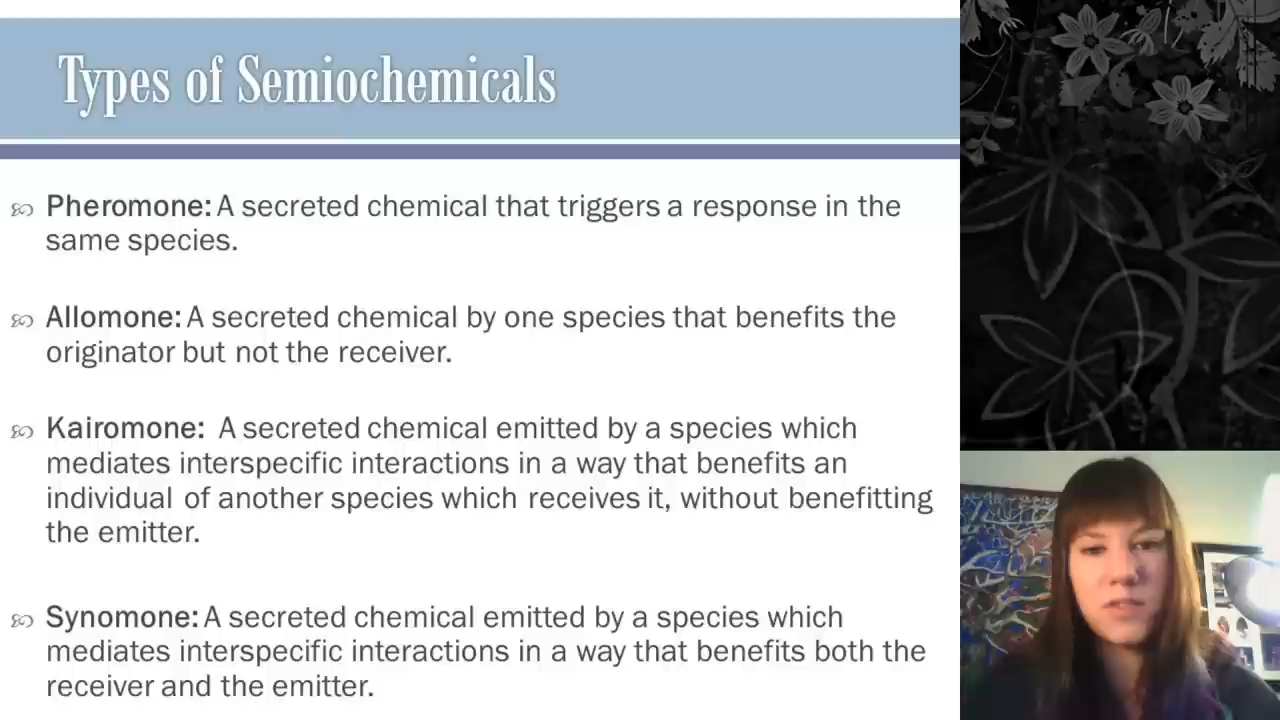 Types of Semiochemicals
Pheromone: A secreted chemical that triggers a response in the
same species.
Allomone: A secreted chemical by one species that benefits the
originator but not the receiver.
Kairomone: A secreted chemical emitted by a species which
mediates interspecific interactions in a way that benefits an
individual of another species which receives it, without benefitting
the emitter.
Synomone: A secreted chemical emitted by a species which
mediates interspecific interactions in a way that benefits both the
receiver and the emitter.